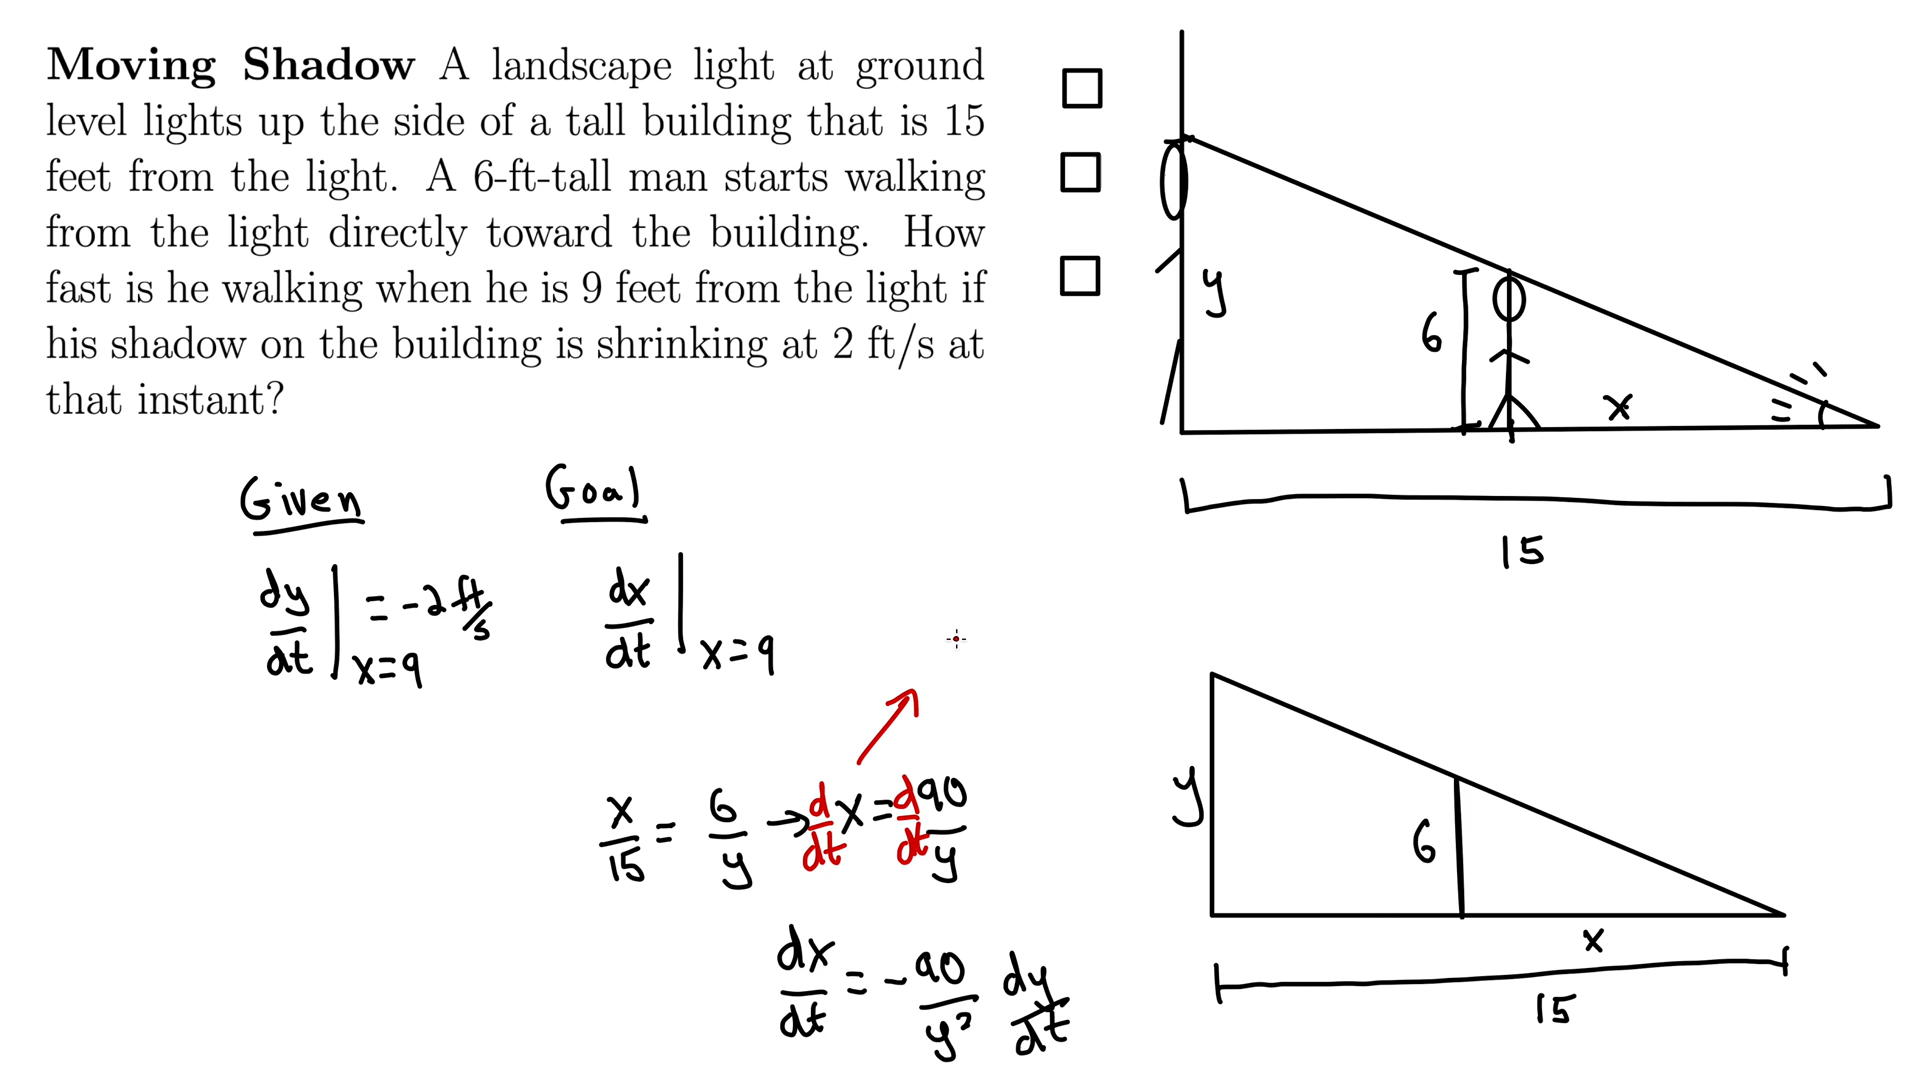 Moving Shadow A landscape light at ground
level lights up the side of a tall building that is 15
feet from the light. A 6-ft-tall man starts walking
from the light directly toward the building. How
fast is he walking when he is 9 feet from the light if
his shadow on the building is shrinking at 2 ft/s at
that instant?
y
6
x
15
Given
Goal
dy/dt | x=9 = -2 ft/s
dx/dt | x=9
x/15 = 6/y → d/dt x = d/dt 90/y
dx/dt = - 90/y² dy/dt
y
6
x
15